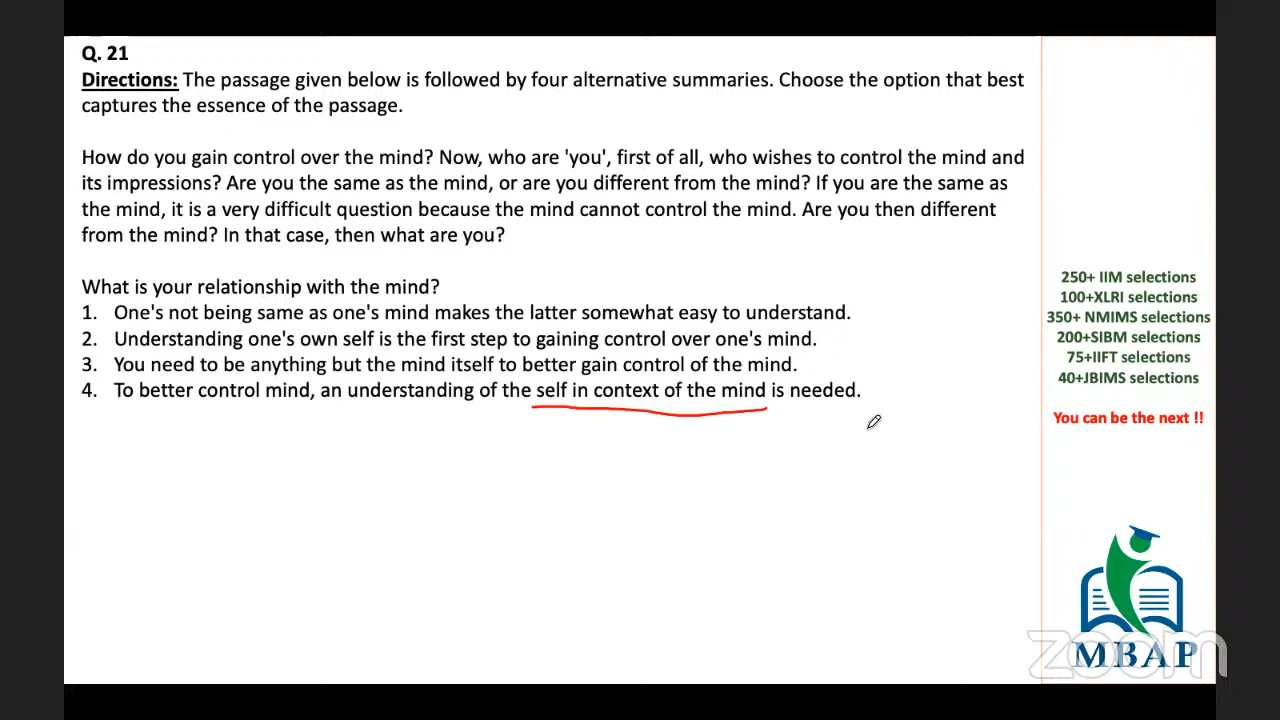 Q. 21
Directions: The passage given below is followed by four alternative summaries. Choose the option that best
captures the essence of the passage.
How do you gain control over the mind? Now, who are 'you', first of all, who wishes to control the mind and
its impressions? Are you the same as the mind, or are you different from the mind? If you are the same as
the mind, it is a very difficult question because the mind cannot control the mind. Are you then different
from the mind? In that case, then what are you?
What is your relationship with the mind?
1. One's not being same as one's mind makes the latter somewhat easy to understand.
2. Understanding one's own self is the first step to gaining control over one's mind.
3. You need to be anything but the mind itself to better gain control of the mind.
4. To better control mind, an understanding of the self in context of the mind is needed.
250+ IIM selections
100+XLRI selections
350+ NMIMS selections
200+SIBM selections
75+IIFT selections
40+JBIMS selections
You can be the next !!
zoom
MBAP